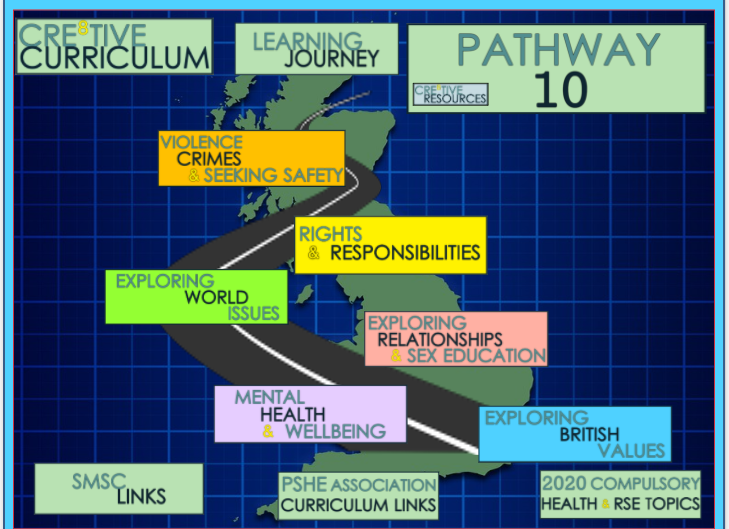 CRE8TIVE
CURRICULUM
LEARNING
JOURNEY
PATHWAY
10
CRE8TIVE
RESOURCES
VIOLENCE
CRIMES
& SEEKING SAFETY
RIGHTS
& RESPONSIBILITIES
EXPLORING
WORLD
ISSUES
EXPLORING
RELATIONSHIPS
& SEX EDUCATION
MENTAL
HEALTH
& WELLBEING
EXPLORING
BRITISH
VALUES
SMSC
LINKS
PSHE ASSOCIATION
CURRICULUM LINKS
2020 COMPULSORY
HEALTH & RSE TOPICS